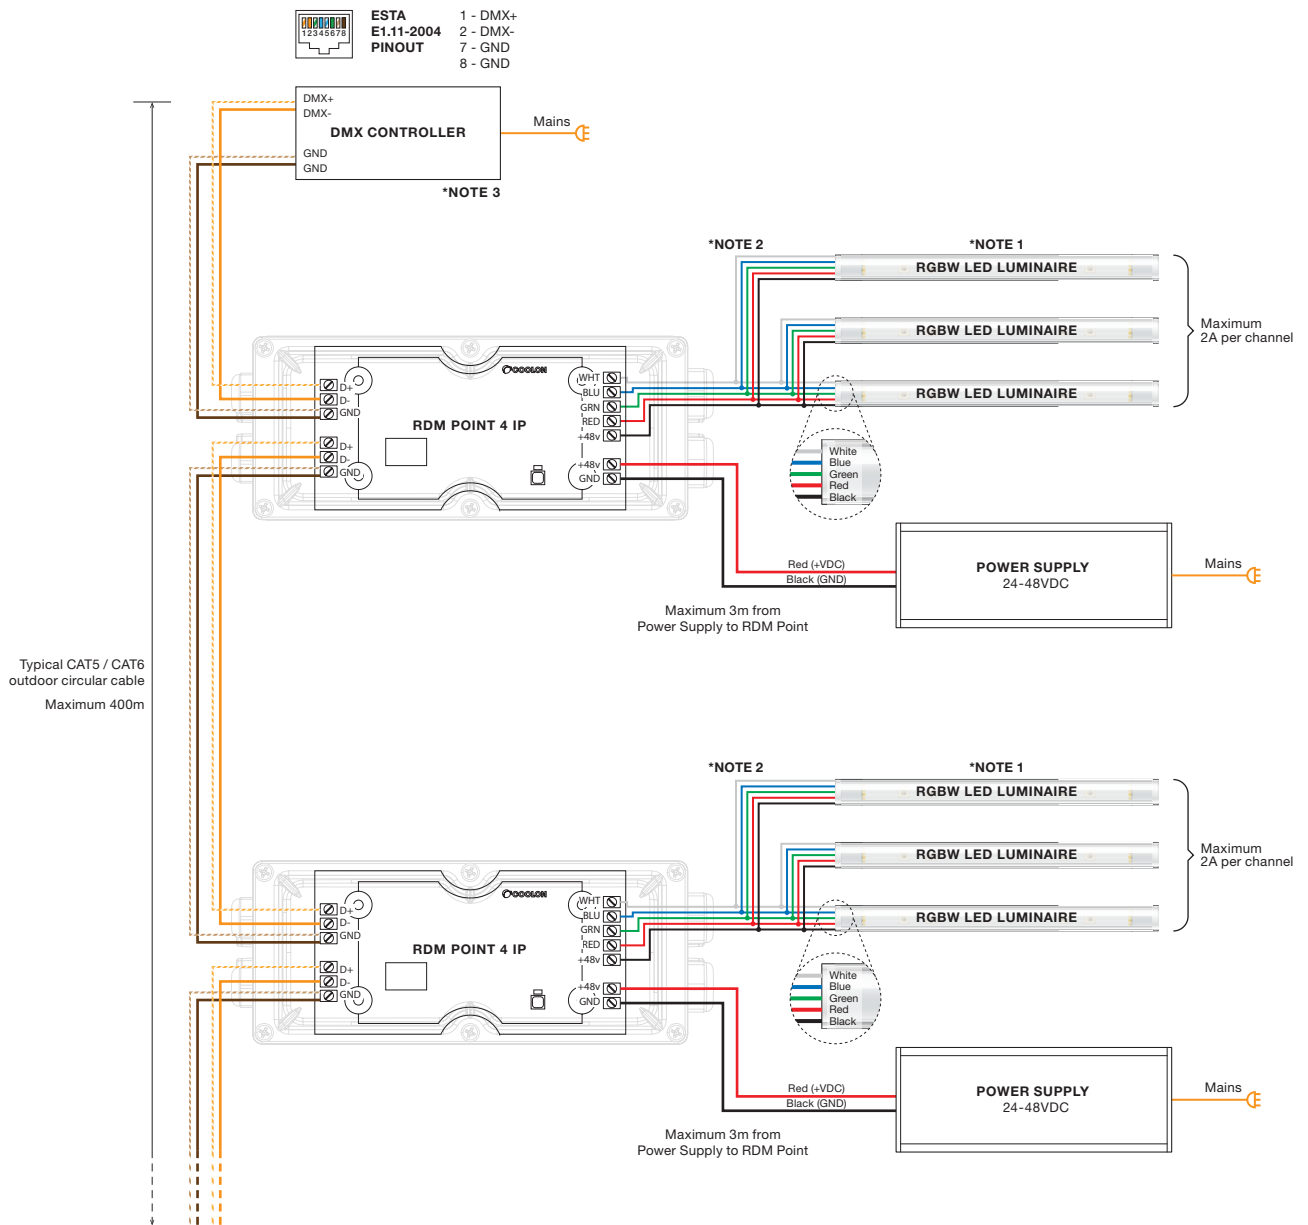 ESTA
E1.11-2004
PINOUT
1 - DMX+
2 - DMX-
7 - GND
8 - GND
12345678
DMX+
DMX-
GND
GND
DMX CONTROLLER
Mains
*NOTE 3
*NOTE 2
*NOTE 1
RGBW LED LUMINAIRE
RGBW LED LUMINAIRE
RGBW LED LUMINAIRE
Maximum
2A per channel
COOLON
RDM POINT 4 IP
D+
D-
GND
D+
D-
GND
WHT
BLU
GRN
RED
+48v
+48v
GND
White
Blue
Green
Red
Black
Red (+VDC)
Black (GND)
POWER SUPPLY
24-48VDC
Mains
Maximum 3m from
Power Supply to RDM Point
Typical CAT5 / CAT6
outdoor circular cable
Maximum 400m
*NOTE 2
*NOTE 1
RGBW LED LUMINAIRE
RGBW LED LUMINAIRE
RGBW LED LUMINAIRE
Maximum
2A per channel
COOLON
RDM POINT 4 IP
D+
D-
GND
D+
D-
GND
WHT
BLU
GRN
RED
+48v
+48v
GND
White
Blue
Green
Red
Black
Red (+VDC)
Black (GND)
POWER SUPPLY
24-48VDC
Mains
Maximum 3m from
Power Supply to RDM Point